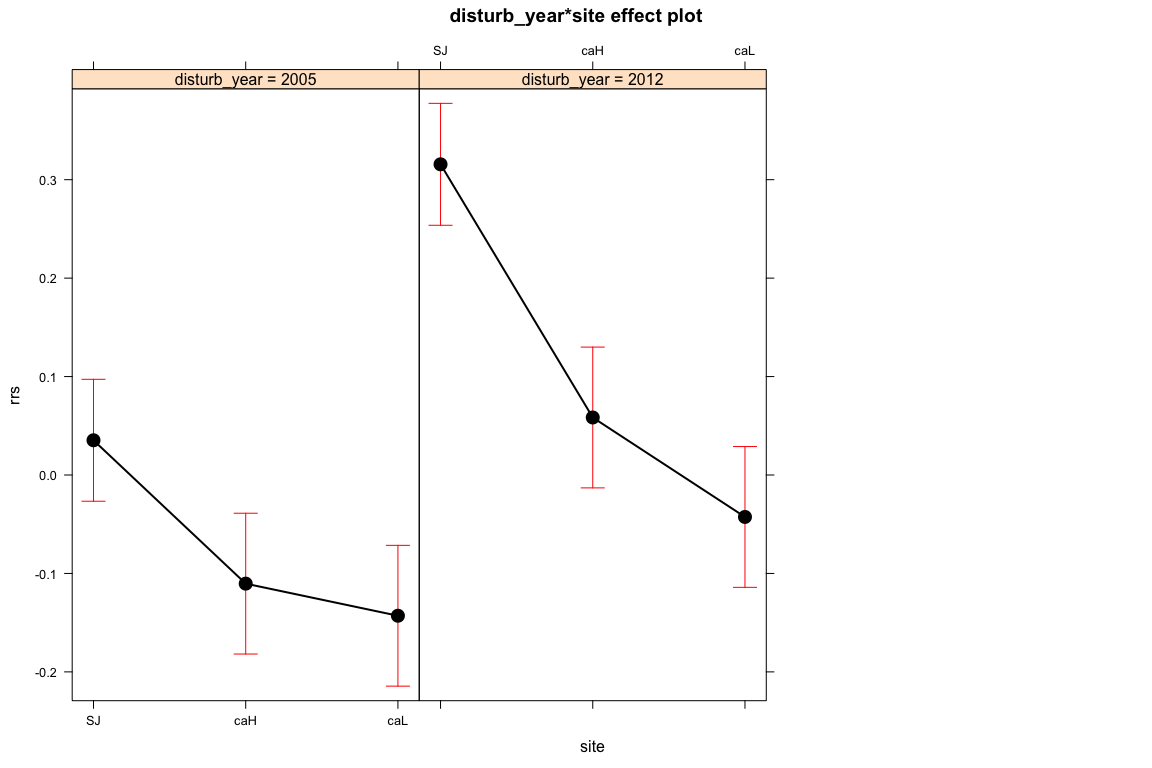 disturb_year*site effect plot
SJ caH caL
disturb_year = 2005 disturb_year = 2012
0.3
0.2
0.1
0.0
-0.1
-0.2
rrs
SJ caH caL
site